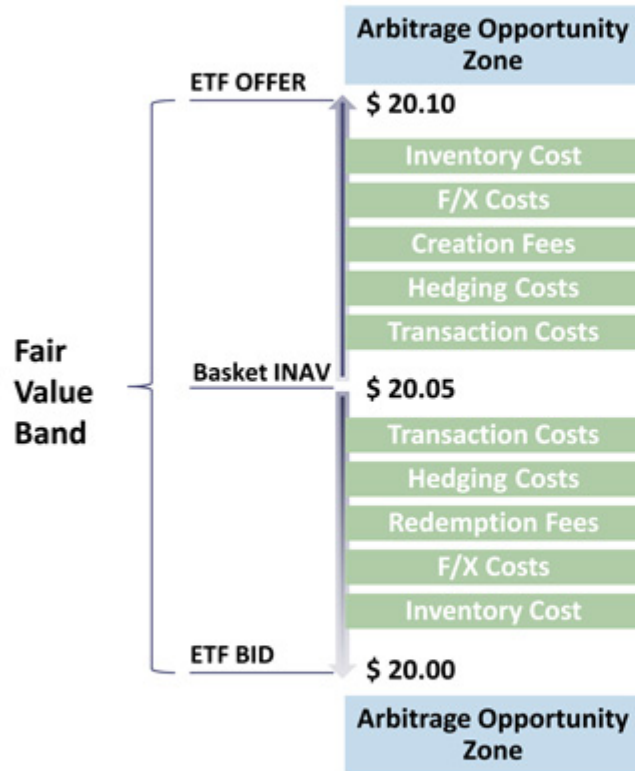 Arbitrage Opportunity
Zone
ETF OFFER
$ 20.10
Inventory Cost
F/X Costs
Creation Fees
Hedging Costs
Transaction Costs
Fair
Value
Band
Basket INAV
$ 20.05
Transaction Costs
Hedging Costs
Redemption Fees
F/X Costs
Inventory Cost
ETF BID
$ 20.00
Arbitrage Opportunity
Zone